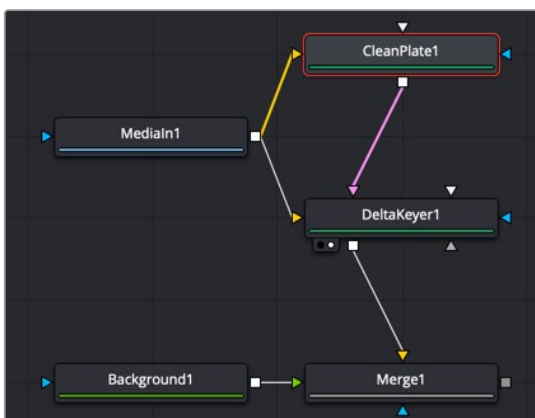 CleanPlate1
MediaIn1
DeltaKeyer1
Background1
Merge1